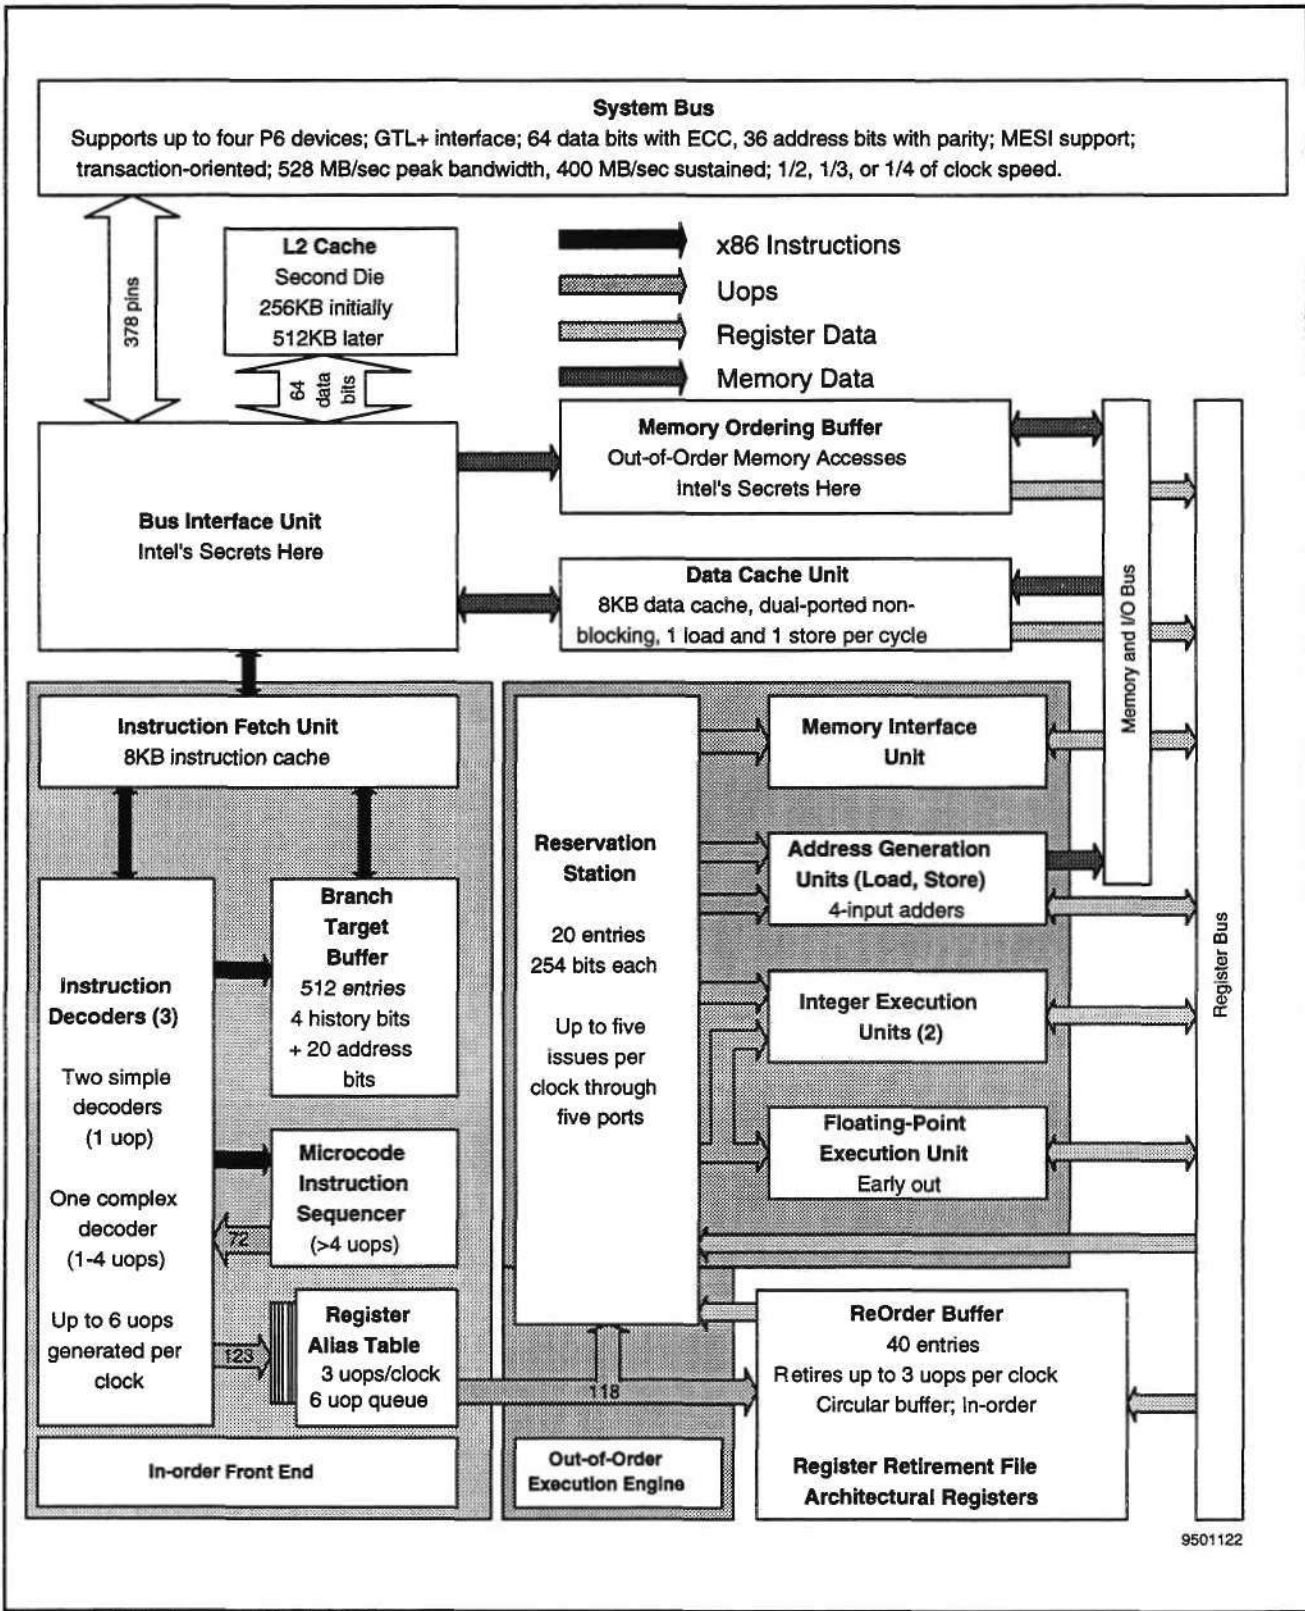 System Bus
Supports up to four P6 devices; GTL+ interface; 64 data bits with ECC, 36 address bits with parity; MESI support;
transaction-oriented; 528 MB/sec peak bandwidth, 400 MB/sec sustained; 1/2, 1/3, or 1/4 of clock speed.
378 pins
L2 Cache
Second Die
256KB initially
512KB later
64
data
bits
x86 Instructions
Uops
Register Data
Memory Data
Bus Interface Unit
Intel's Secrets Here
Memory Ordering Buffer
Out-of-Order Memory Accesses
Intel's Secrets Here
Data Cache Unit
8KB data cache, dual-ported non-
blocking, 1 load and 1 store per cycle
Memory and I/O Bus
Register Bus
Instruction Fetch Unit
8KB instruction cache
Instruction
Decoders (3)
Two simple
decoders
(1 uop)
One complex
decoder
(1-4 uops)
Up to 6 uops
generated per
clock
Branch
Target
Buffer
512 entries
4 history bits
+ 20 address
bits
Microcode
Instruction
Sequencer
(>4 uops)
72
123
Register
Alias Table
3 uops/clock
6 uop queue
In-order Front End
Reservation
Station
20 entries
254 bits each
Up to five
issues per
clock through
five ports
Memory Interface
Unit
Address Generation
Units (Load, Store)
4-input adders
Integer Execution
Units (2)
Floating-Point
Execution Unit
Early out
118
Out-of-Order
Execution Engine
ReOrder Buffer
40 entries
Retires up to 3 uops per clock
Circular buffer; In-order
Register Retirement File
Architectural Registers
9501122